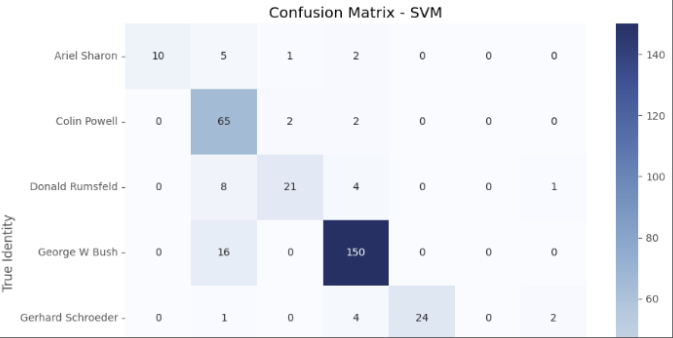 Confusion Matrix - SVM
Ariel Sharon 10 5 1 2 0 0 0
Colin Powell 0 65 2 2 0 0 0
Donald Rumsfeld 0 8 21 4 0 0 1
George W Bush 0 16 0 150 0 0 0
Gerhard Schroeder 0 1 0 4 24 0 2
True Identity
140
120
100
80
60